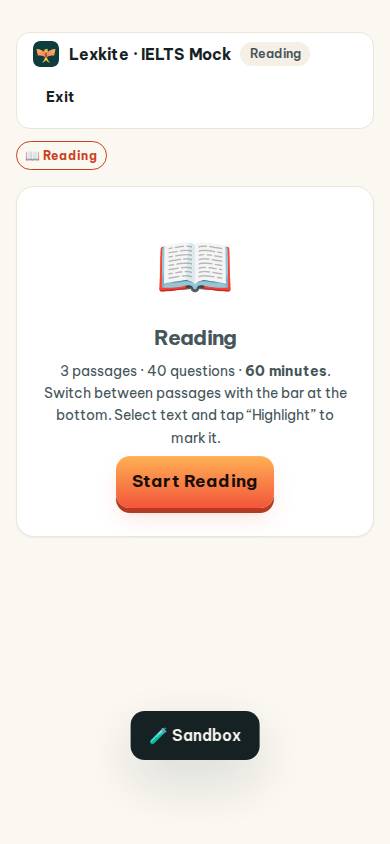 Lexkite · IELTS Mock Reading
Exit
📖 Reading
Reading
3 passages · 40 questions · 60 minutes.
Switch between passages with the bar at the
bottom. Select text and tap “Highlight” to
mark it.
Start Reading
🧪 Sandbox